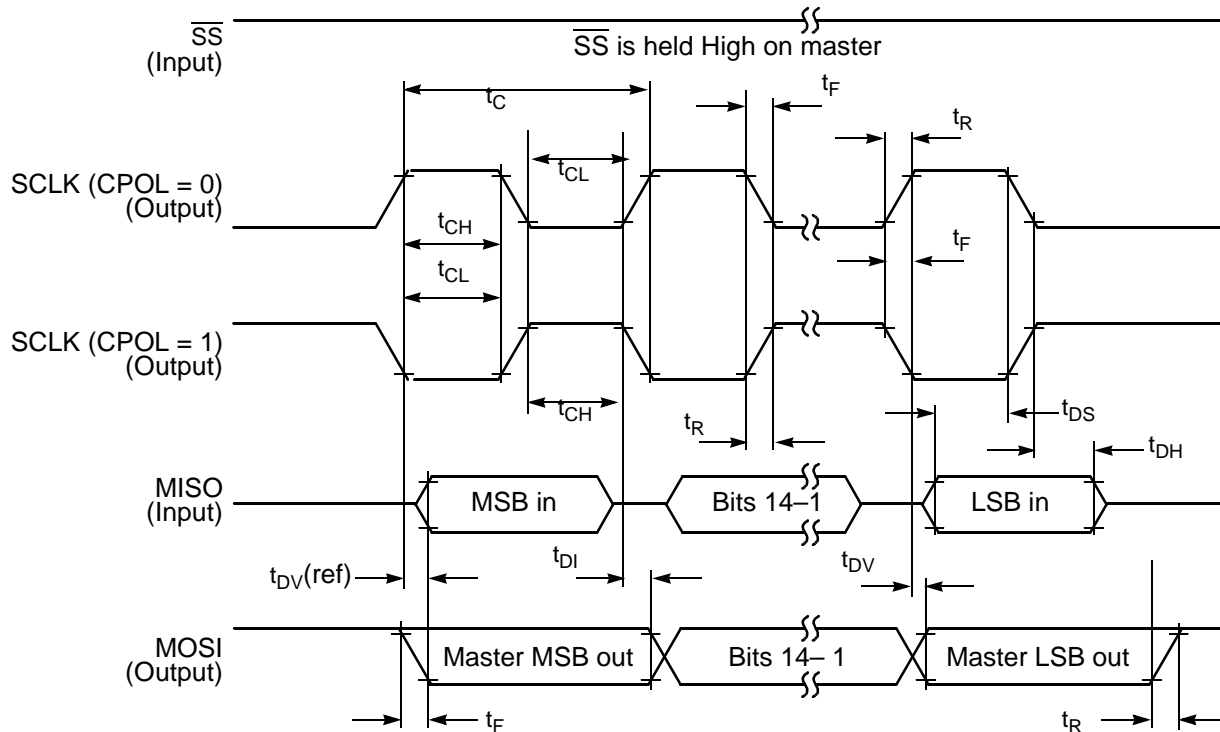 SS
(Input)
SS is held High on master
tC
tF
tR
tCL
SCLK (CPOL = 0)
(Output)
tCH
tF
tCL
SCLK (CPOL = 1)
(Output)
tCH
tR
tDS
tDH
MISO
(Input)
MSB in
Bits 14–1
LSB in
tDI
tDV
tDV(ref)
MOSI
(Output)
Master MSB out
Bits 14– 1
Master LSB out
tF
tR